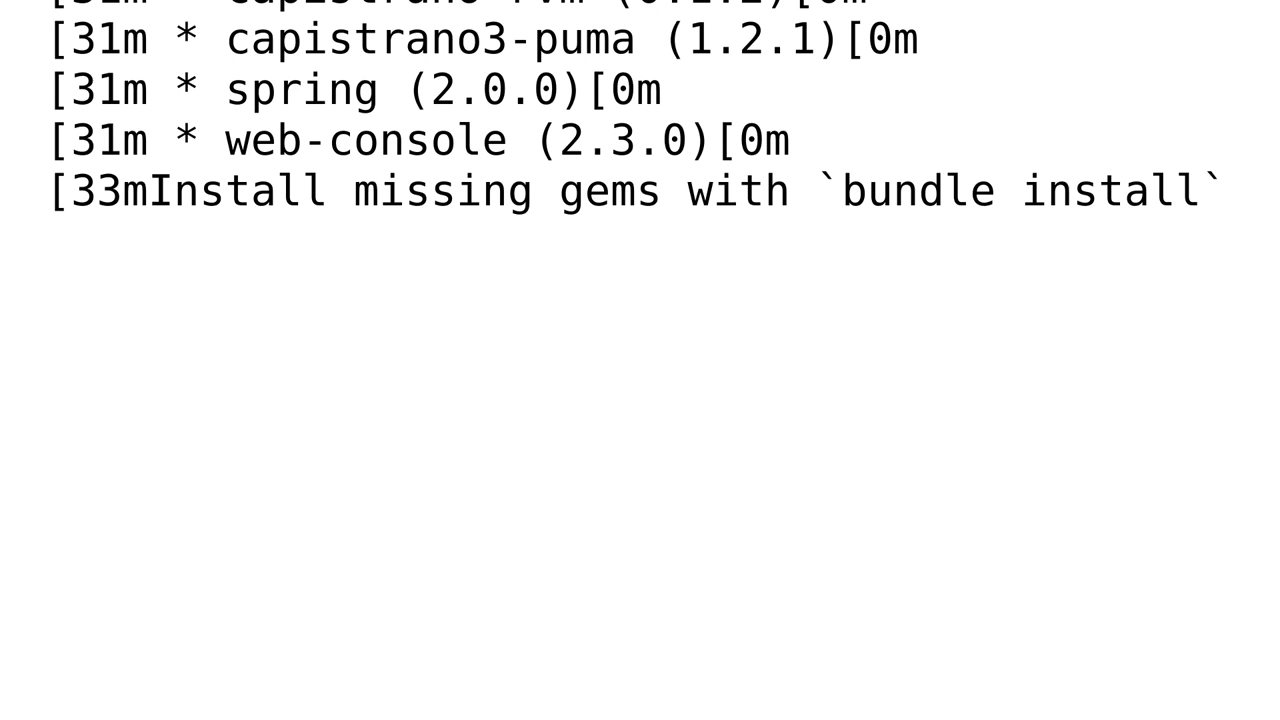 [31m * capistrano3-puma (1.2.1)[0m
[31m * spring (2.0.0)[0m
[31m * web-console (2.3.0)[0m
[33mInstall missing gems with `bundle install`